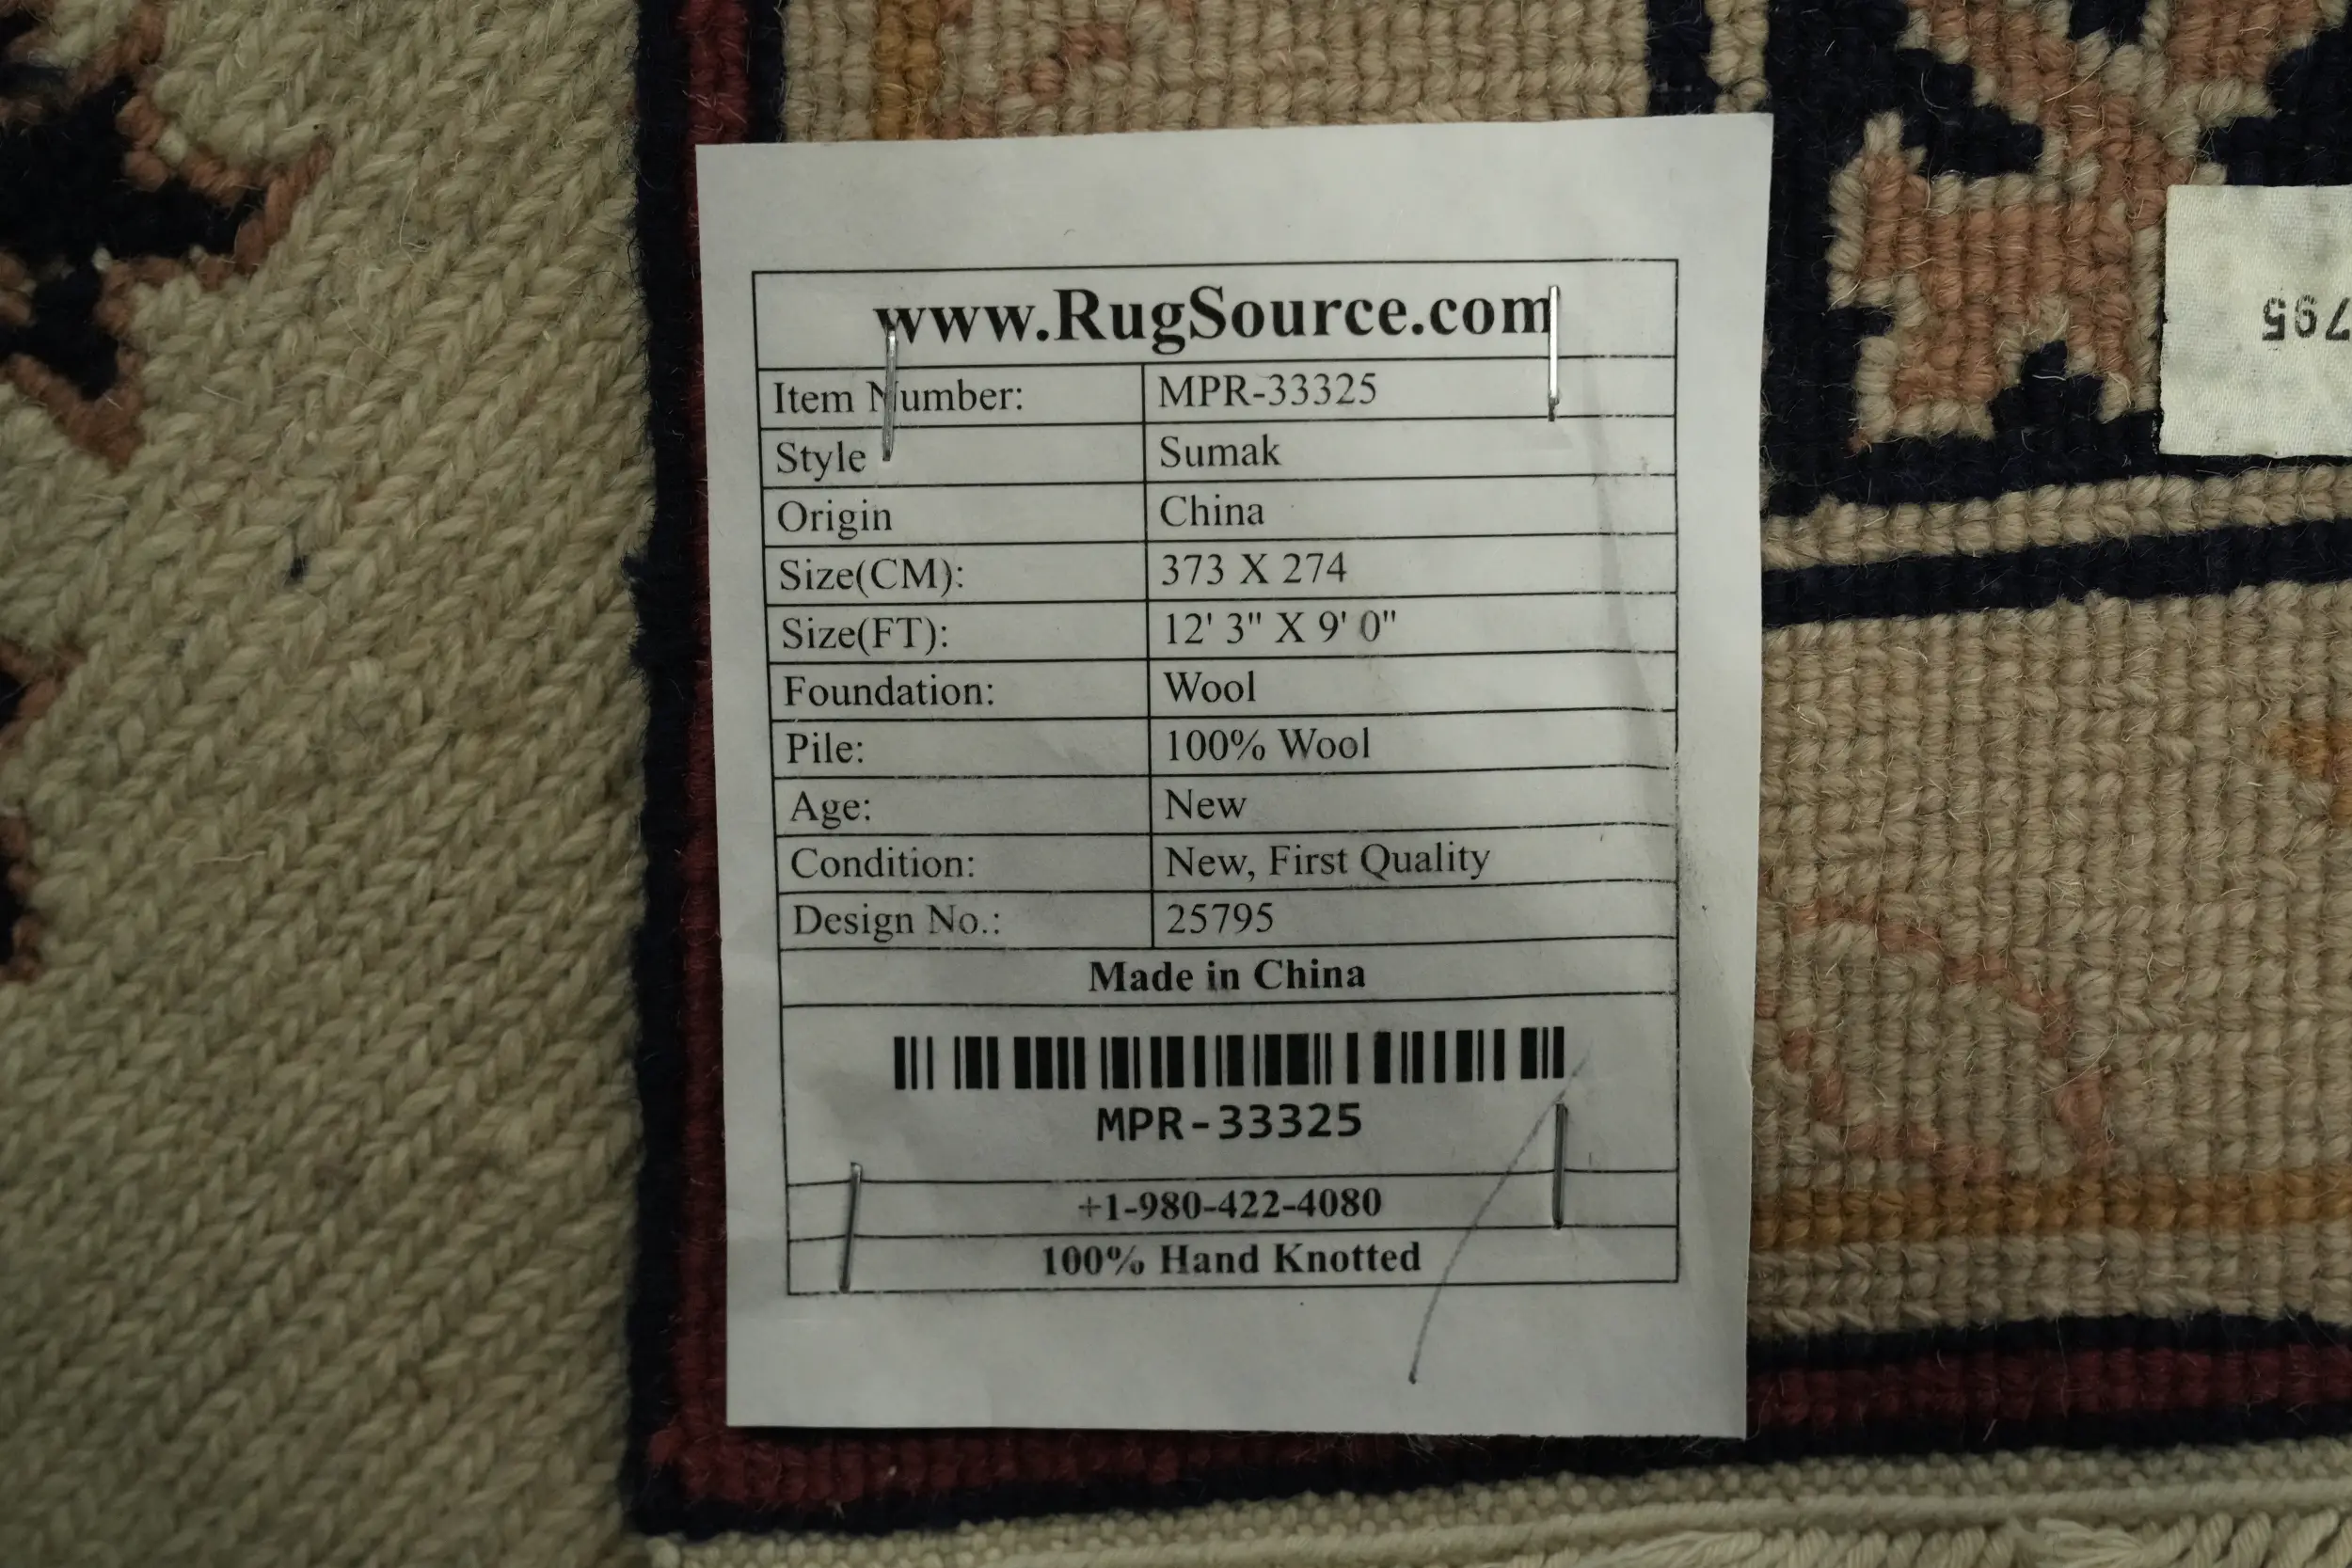 www.RugSource.com
Item Number: MPR-33325
Style Sumak
Origin China
Size(CM): 373 X 274
Size(FT): 12' 3" X 9' 0"
Foundation: Wool
Pile: 100% Wool
Age: New
Condition: New, First Quality
Design No.: 25795
Made in China
MPR-33325
+1-980-422-4080
100% Hand Knotted
795